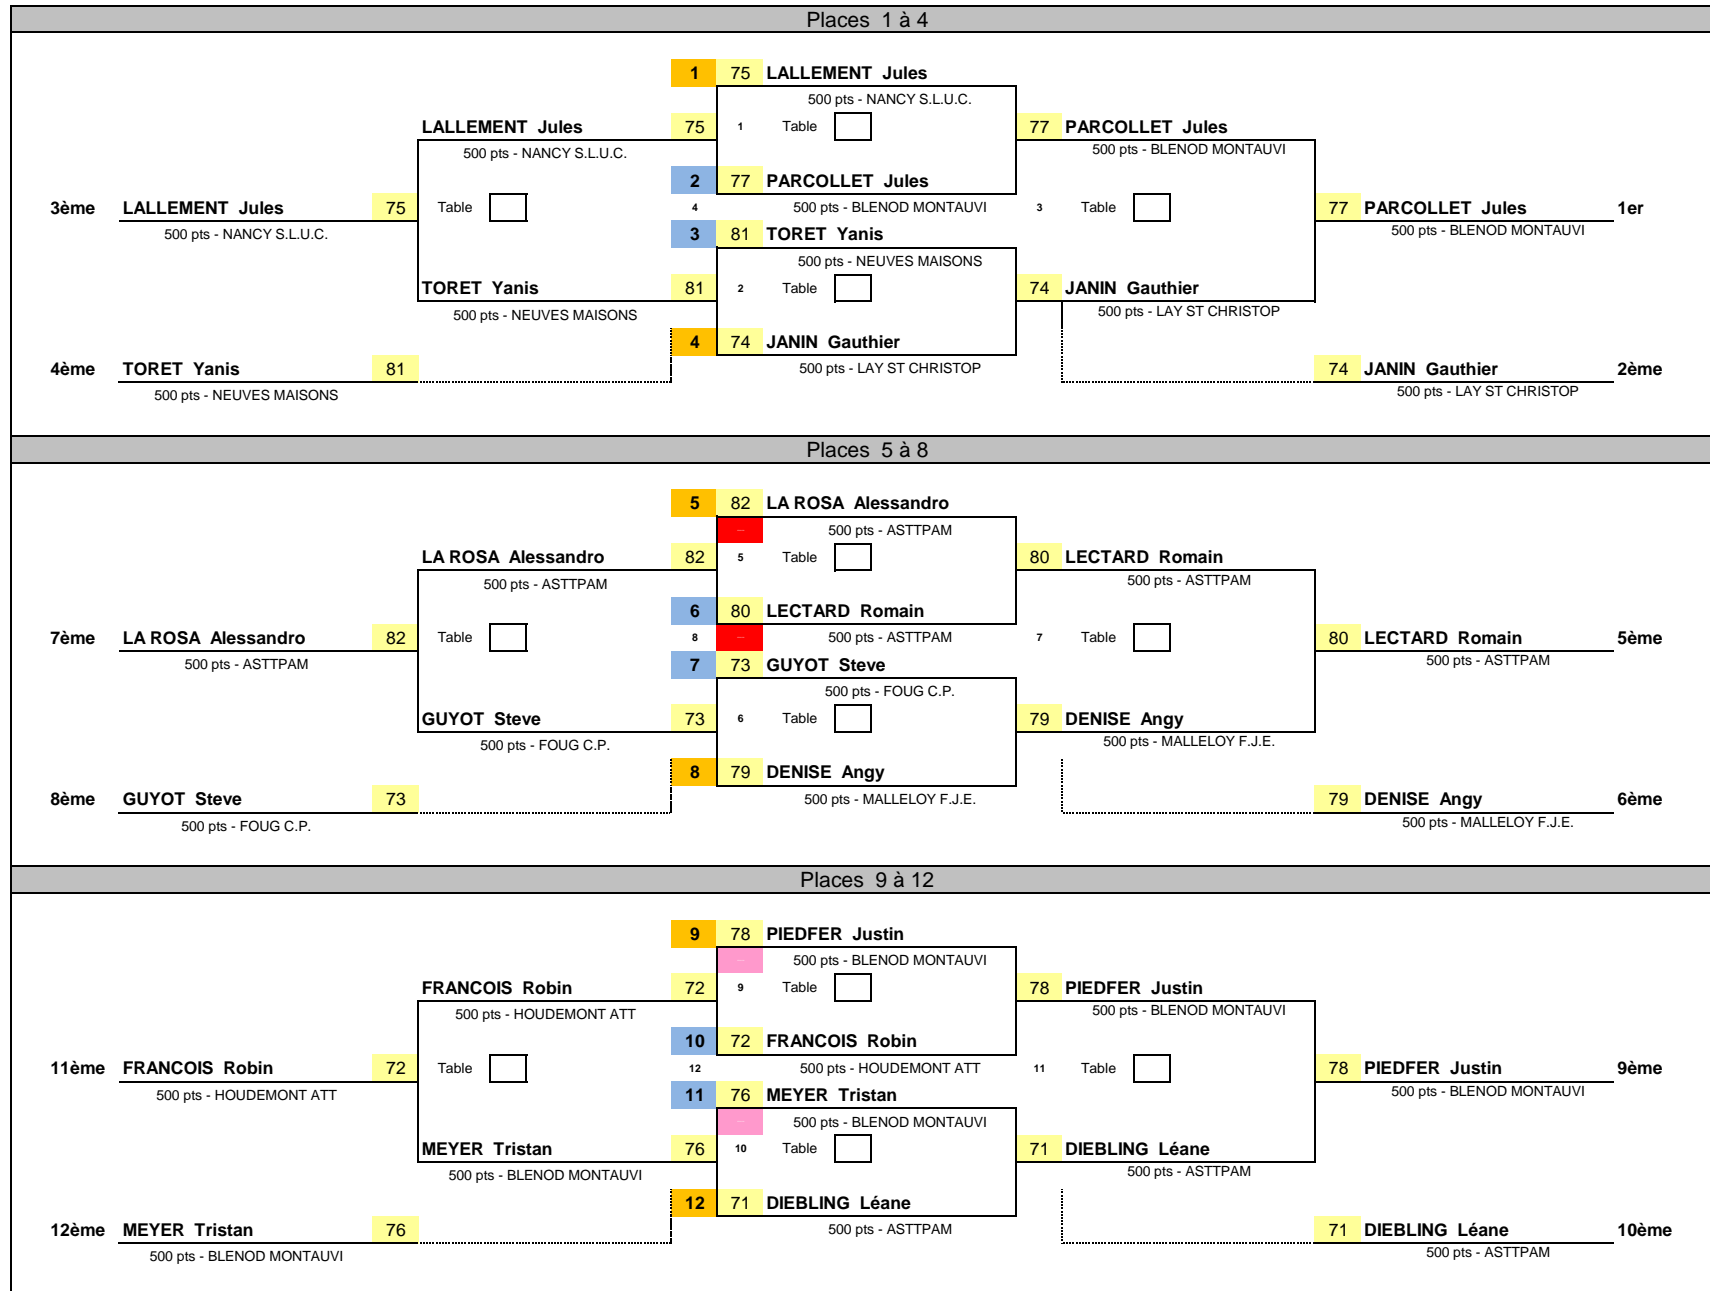 Places 1 à 4
1 75 LALLEMENT Jules
500 pts - NANCY S.L.U.C.
LALLEMENT Jules 75 1 Table 77 PARCOLLET Jules
500 pts - NANCY S.L.U.C. 500 pts - BLENOD MONTAUVI
2 77 PARCOLLET Jules
3ème LALLEMENT Jules 75 Table 4 500 pts - BLENOD MONTAUVI 3 Table 77 PARCOLLET Jules 1er
500 pts - NANCY S.L.U.C. 3 81 TORET Yanis 500 pts - BLENOD MONTAUVI
500 pts - NEUVES MAISONS
TORET Yanis 81 2 Table 74 JANIN Gauthier
500 pts - NEUVES MAISONS 500 pts - LAY ST CHRISTOP
4 74 JANIN Gauthier
4ème TORET Yanis 81 500 pts - LAY ST CHRISTOP 74 JANIN Gauthier 2ème
500 pts - NEUVES MAISONS 500 pts - LAY ST CHRISTOP
Places 5 à 8
5 82 LA ROSA Alessandro
500 pts - ASTTPAM
LA ROSA Alessandro 82 5 Table 80 LECTARD Romain
500 pts - ASTTPAM 500 pts - ASTTPAM
6 80 LECTARD Romain
7ème LA ROSA Alessandro 82 Table 8 500 pts - ASTTPAM 7 Table 80 LECTARD Romain 5ème
500 pts - ASTTPAM 7 73 GUYOT Steve 500 pts - ASTTPAM
500 pts - FOUG C.P.
GUYOT Steve 73 6 Table 79 DENISE Angy
500 pts - FOUG C.P. 500 pts - MALLELOY F.J.E.
8 79 DENISE Angy
8ème GUYOT Steve 73 500 pts - MALLELOY F.J.E. 79 DENISE Angy 6ème
500 pts - FOUG C.P. 500 pts - MALLELOY F.J.E.
Places 9 à 12
9 78 PIEDFER Justin
500 pts - BLENOD MONTAUVI
FRANCOIS Robin 72 9 Table 78 PIEDFER Justin
500 pts - HOUDEMONT ATT 500 pts - BLENOD MONTAUVI
10 72 FRANCOIS Robin
11ème FRANCOIS Robin 72 Table 12 500 pts - HOUDEMONT ATT 11 Table 78 PIEDFER Justin 9ème
500 pts - HOUDEMONT ATT 11 76 MEYER Tristan 500 pts - BLENOD MONTAUVI
500 pts - BLENOD MONTAUVI
MEYER Tristan 76 10 Table 71 DIEBLING Léane
500 pts - BLENOD MONTAUVI 500 pts - ASTTPAM
12 71 DIEBLING Léane
12ème MEYER Tristan 76 500 pts - ASTTPAM 71 DIEBLING Léane 10ème
500 pts - BLENOD MONTAUVI 500 pts - ASTTPAM